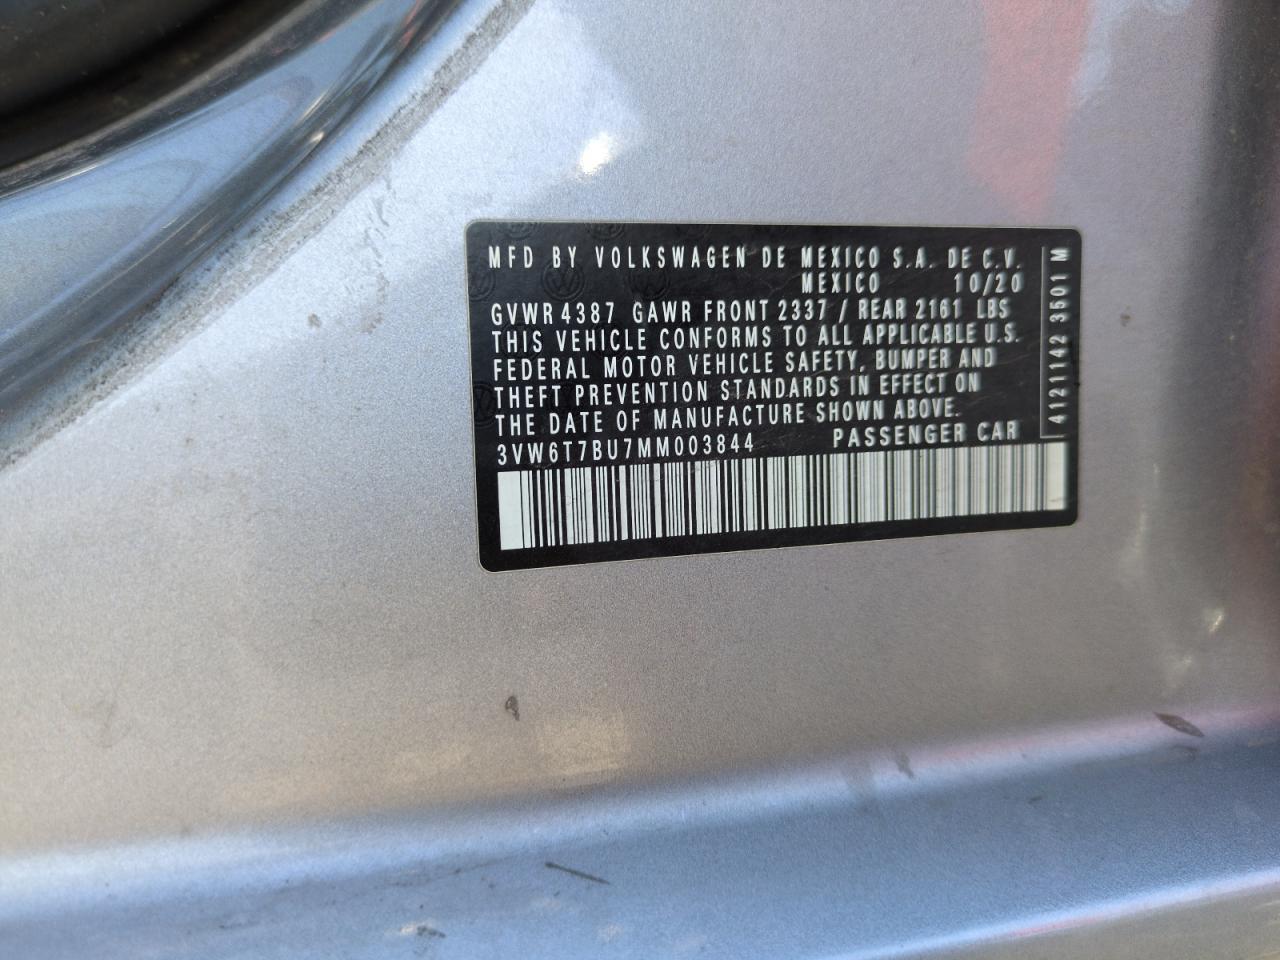 MFD BY VOLKSWAGEN DE MEXICO S.A. DE C.V.
MEXICO 10/20
GVWR 4387 GAWR FRONT 2337 / REAR 2161 LBS
THIS VEHICLE CONFORMS TO ALL APPLICABLE U.S.
FEDERAL MOTOR VEHICLE SAFETY, BUMPER AND
THEFT PREVENTION STANDARDS IN EFFECT ON
THE DATE OF MANUFACTURE SHOWN ABOVE.
3VW6T7BU7MM003844 PASSENGER CAR
4121142 3501 M